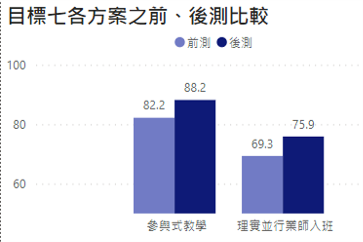 目標七各方案之前、後測比較
前測 後測
100
88.2
82.2
80
75.9
69.3
60
參與式教學 理實並行業師入班